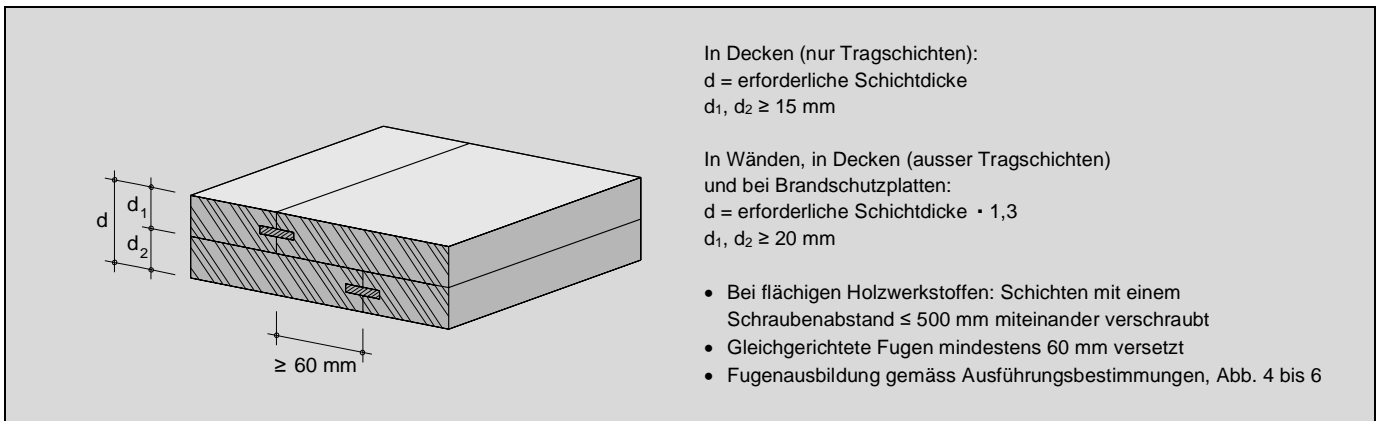 d
d1
d2
≥ 60 mm
In Decken (nur Tragschichten):
d = erforderliche Schichtdicke
d1, d2 ≥ 15 mm
In Wänden, in Decken (ausser Tragschichten)
und bei Brandschutzplatten:
d = erforderliche Schichtdicke · 1,3
d1, d2 ≥ 20 mm
• Bei flächigen Holzwerkstoffen: Schichten mit einem
Schraubenabstand ≤ 500 mm miteinander verschraubt
• Gleichgerichtete Fugen mindestens 60 mm versetzt
• Fugenausbildung gemäss Ausführungsbestimmungen, Abb. 4 bis 6